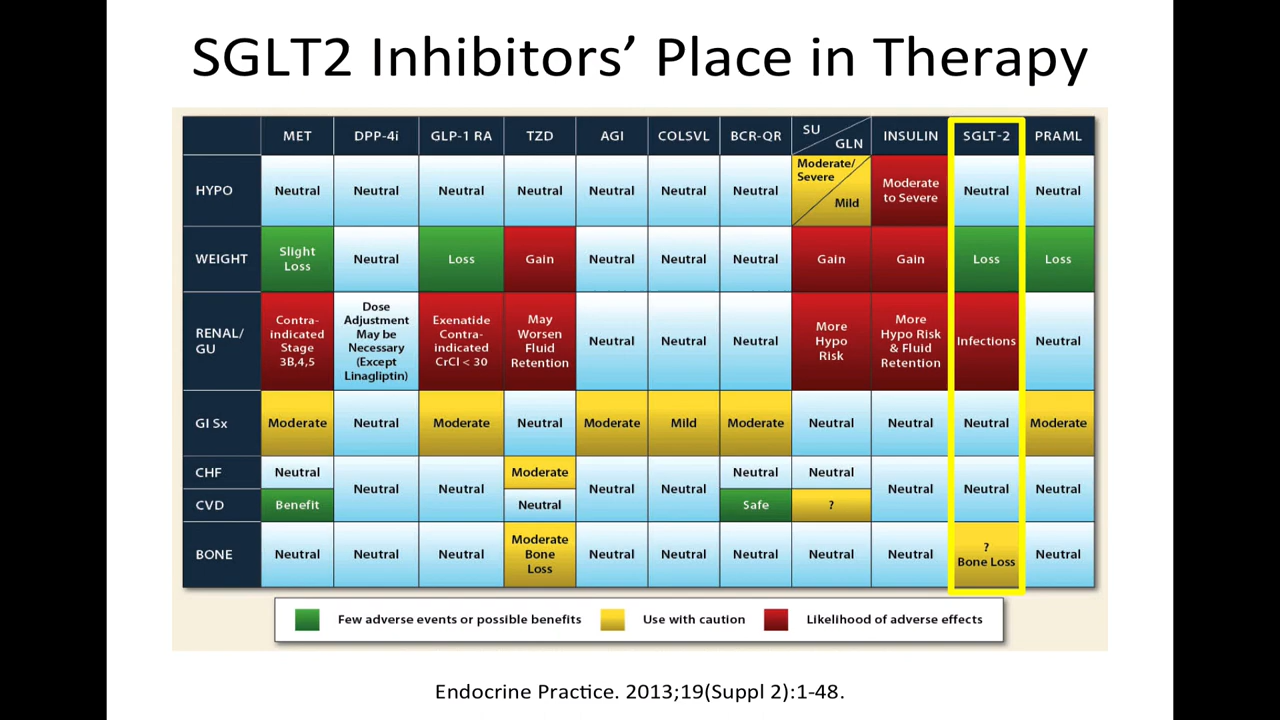 SGLT2 Inhibitors’ Place in Therapy
MET DPP-4i GLP-1 RA TZD AGI COLSVL BCR-QR SU GLN INSULIN SGLT-2 PRAML
HYPO
Neutral
Neutral
Neutral
Neutral
Neutral
Neutral
Neutral
Moderate/
Severe
Mild
Moderate
to Severe
Neutral
Neutral
WEIGHT
Slight
Loss
Neutral
Loss
Gain
Neutral
Neutral
Neutral
Gain
Gain
Loss
Loss
RENAL/
GU
Contra-
indicated
Stage
3B,4,5
Dose
Adjustment
May be
Necessary
(Except
Linagliptin)
Exenatide
Contra-
indicated
CrCl < 30
May
Worsen
Fluid
Retention
Neutral
Neutral
Neutral
More
Hypo
Risk
More
Hypo Risk
& Fluid
Retention
Infections
Neutral
GI Sx
Moderate
Neutral
Moderate
Neutral
Moderate
Mild
Moderate
Neutral
Neutral
Neutral
Moderate
CHF
CVD
Neutral
Benefit
Neutral
Neutral
Moderate
Neutral
Neutral
Neutral
Neutral
Safe
Neutral
?
Neutral
Neutral
Neutral
BONE
Neutral
Neutral
Neutral
Moderate
Bone
Loss
Neutral
Neutral
Neutral
Neutral
Neutral
?
Bone Loss
Neutral
Few adverse events or possible benefits
Use with caution
Likelihood of adverse effects
Endocrine Practice. 2013;19(Suppl 2):1-48.